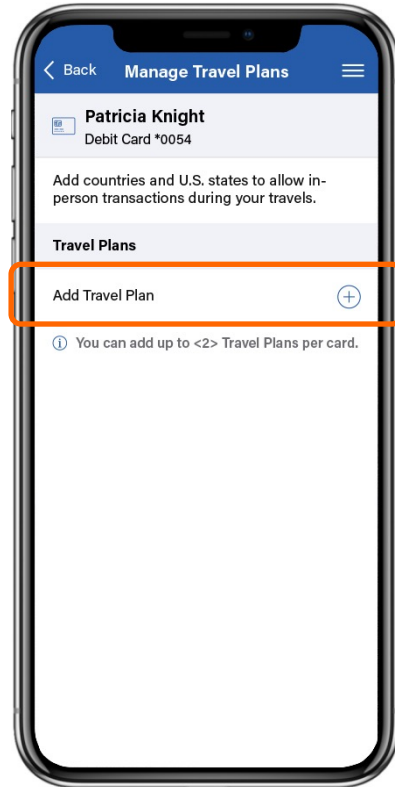 Back Manage Travel Plans
Patricia Knight
Debit Card *0054
Add countries and U.S. states to allow in-
person transactions during your travels.
Travel Plans
Add Travel Plan
You can add up to <2> Travel Plans per card.